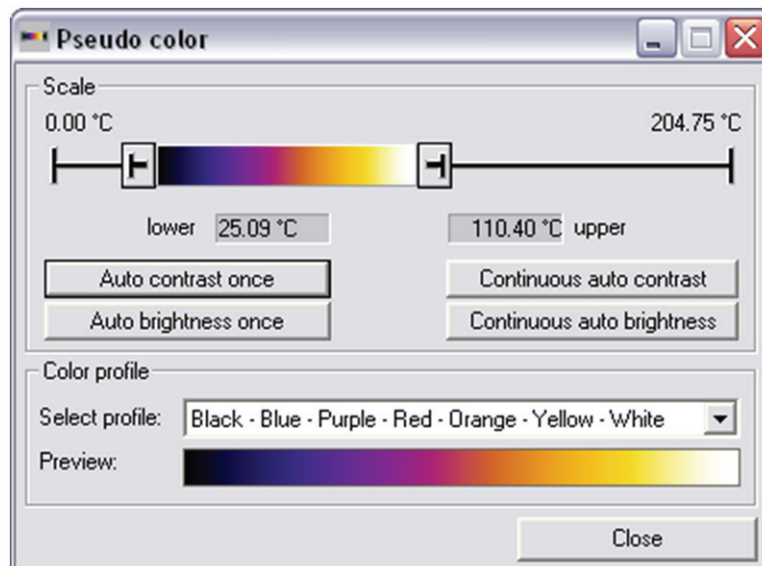 Pseudo color
Scale
0.00 °C 204.75 °C
lower 25.09 °C 110.40 °C upper
Auto contrast once Continuous auto contrast
Auto brightness once Continuous auto brightness
Color profile
Select profile: Black - Blue - Purple - Red - Orange - Yellow - White
Preview:
Close